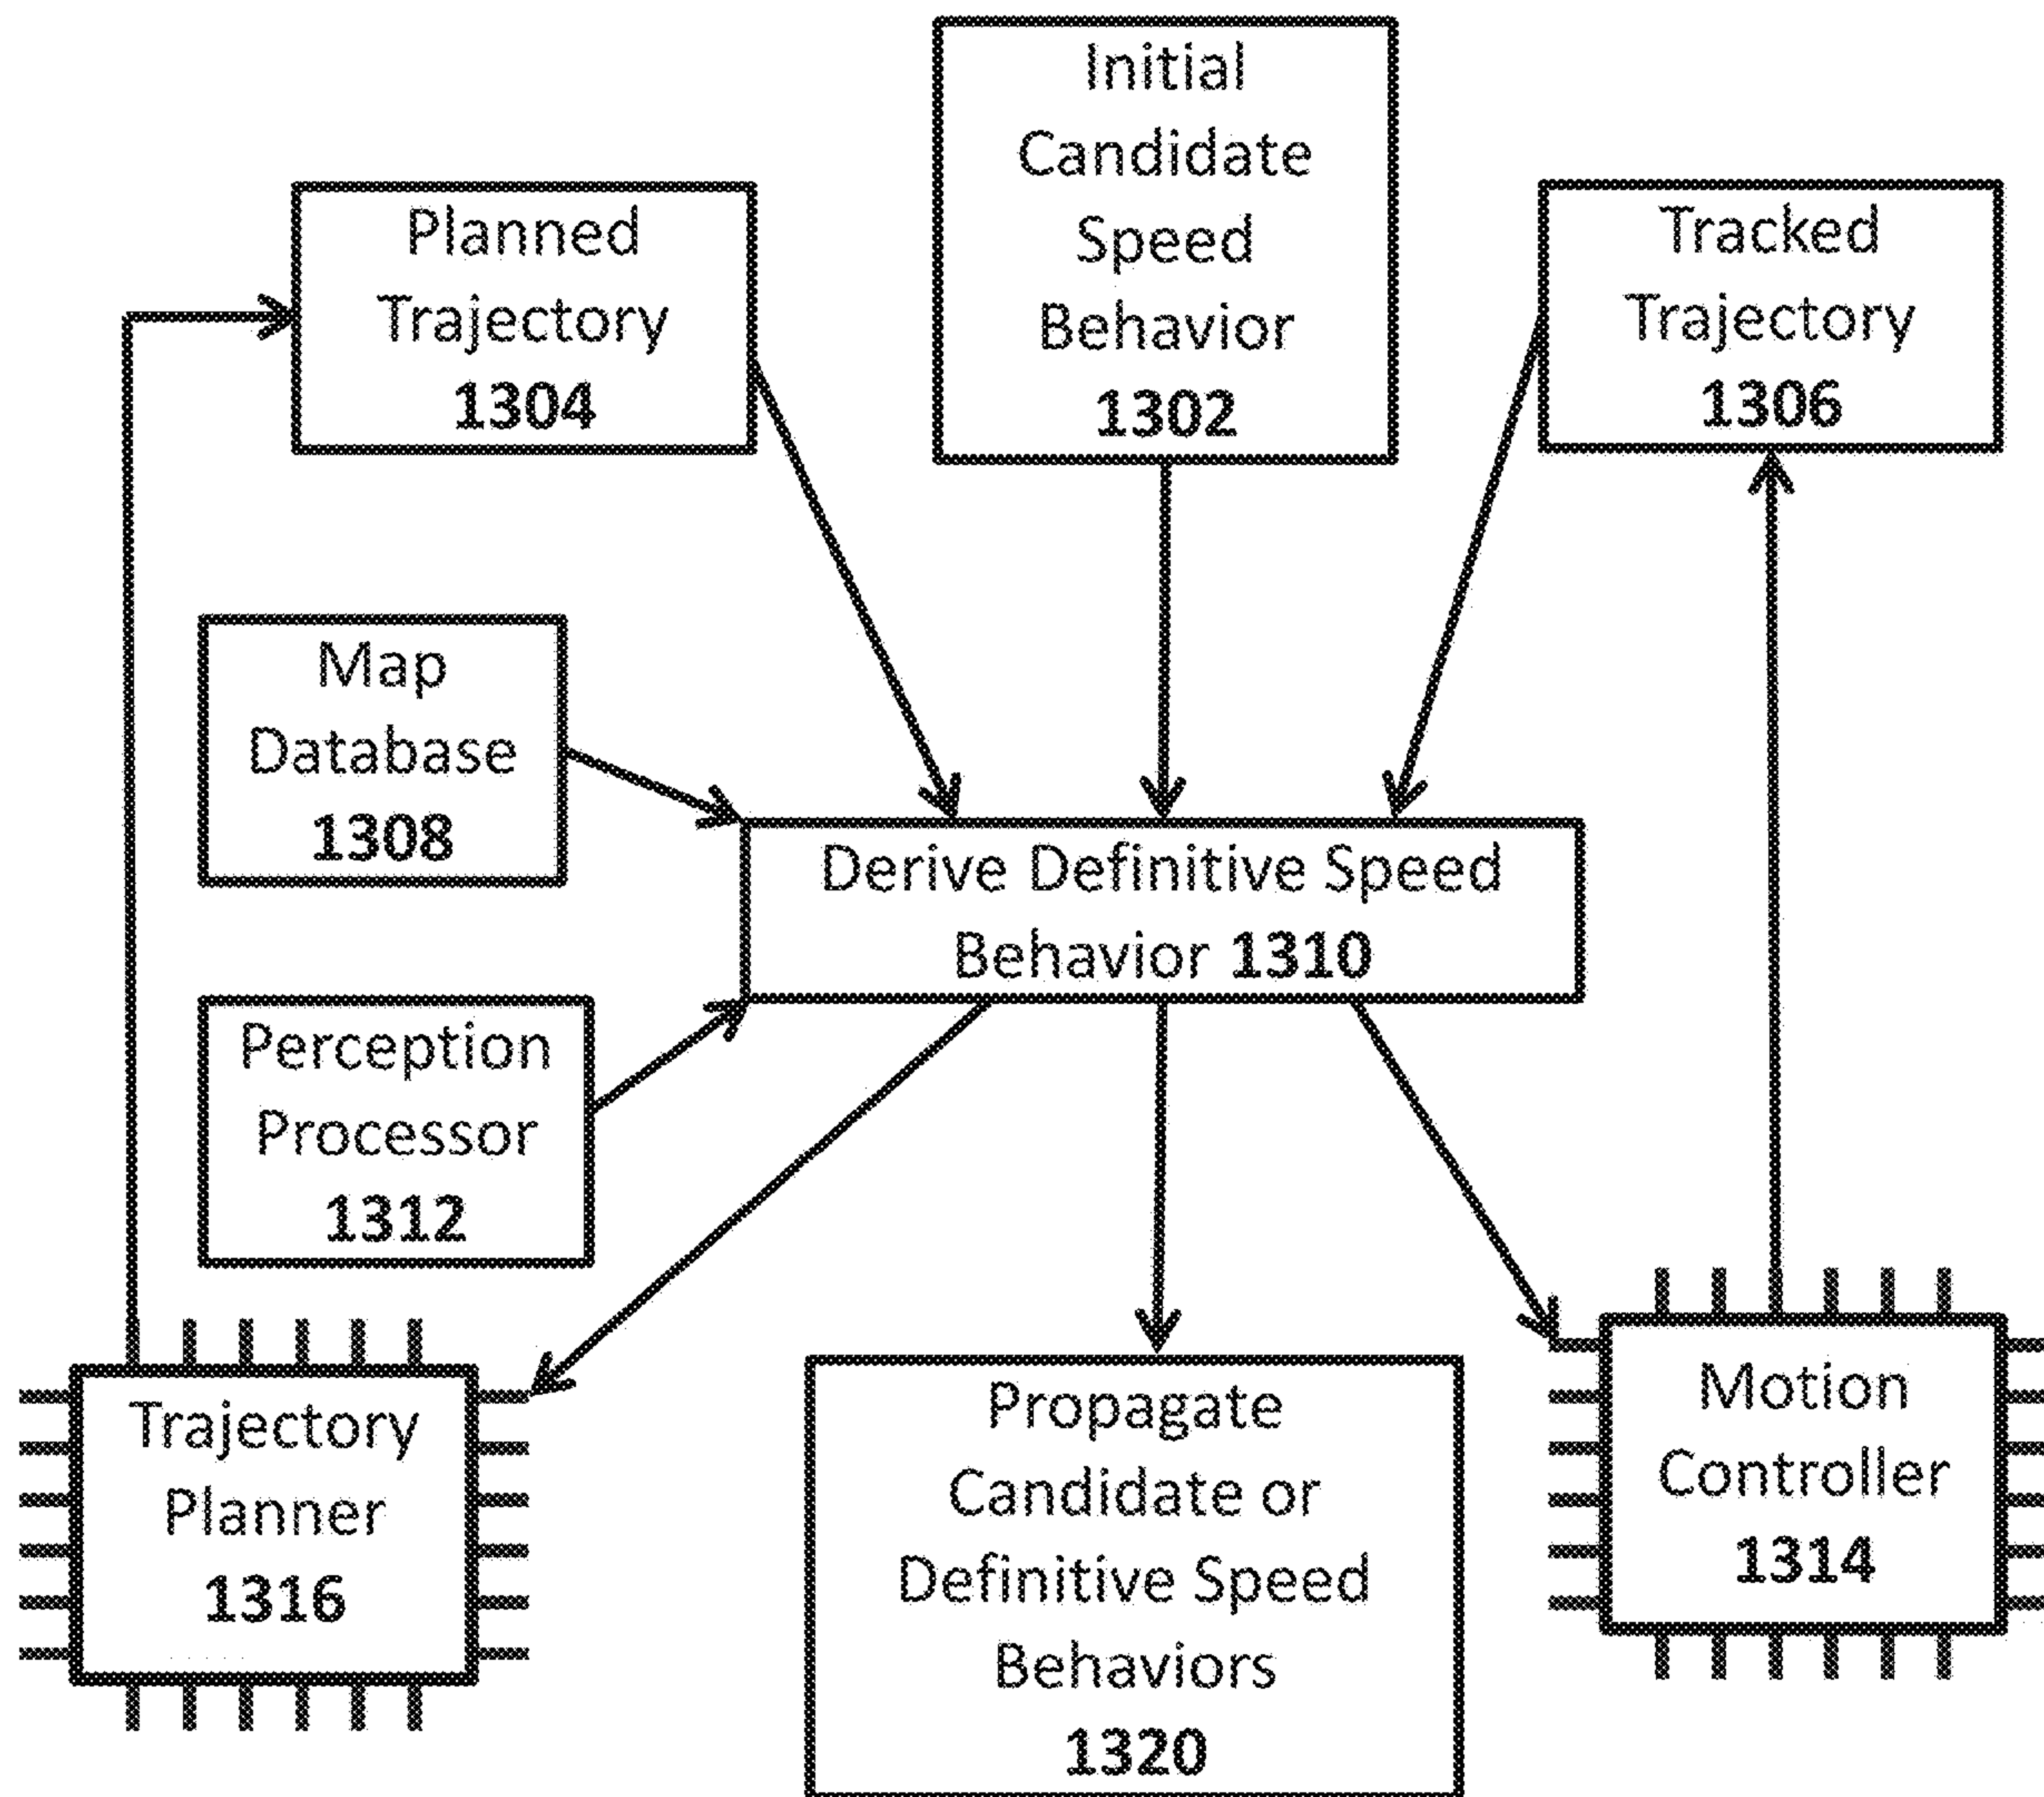 Initial
Candidate
Speed
Behavior
1302
Planned
Trajectory
1304
Tracked
Trajectory
1306
Map
Database
1308
Derive Definitive Speed
Behavior 1310
Perception
Processor
1312
Trajectory
Planner
1316
Propagate
Candidate or
Definitive Speed
Behaviors
1320
Motion
Controller
1314